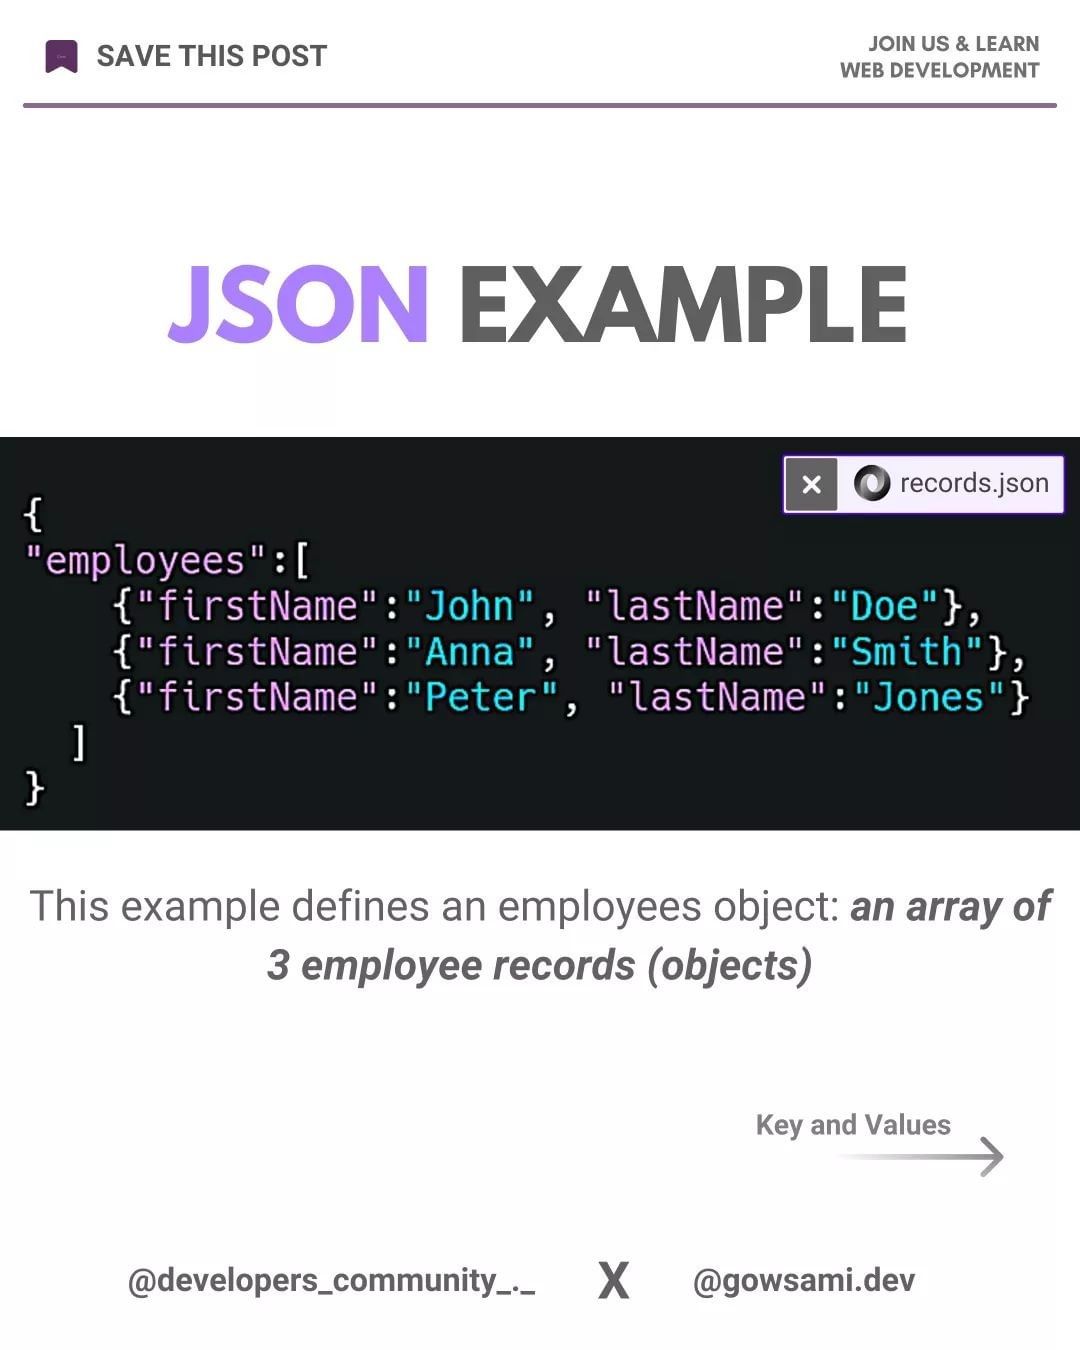 SAVE THIS POST
JOIN US & LEARN
WEB DEVELOPMENT
JSON EXAMPLE
records.json
{
"employees":[
    {"firstName":"John", "lastName":"Doe"},
    {"firstName":"Anna", "lastName":"Smith"},
    {"firstName":"Peter", "lastName":"Jones"}
  ]
}
This example defines an employees object: an array of
3 employee records (objects)
Key and Values
@developers_community_._ X @gowsami.dev